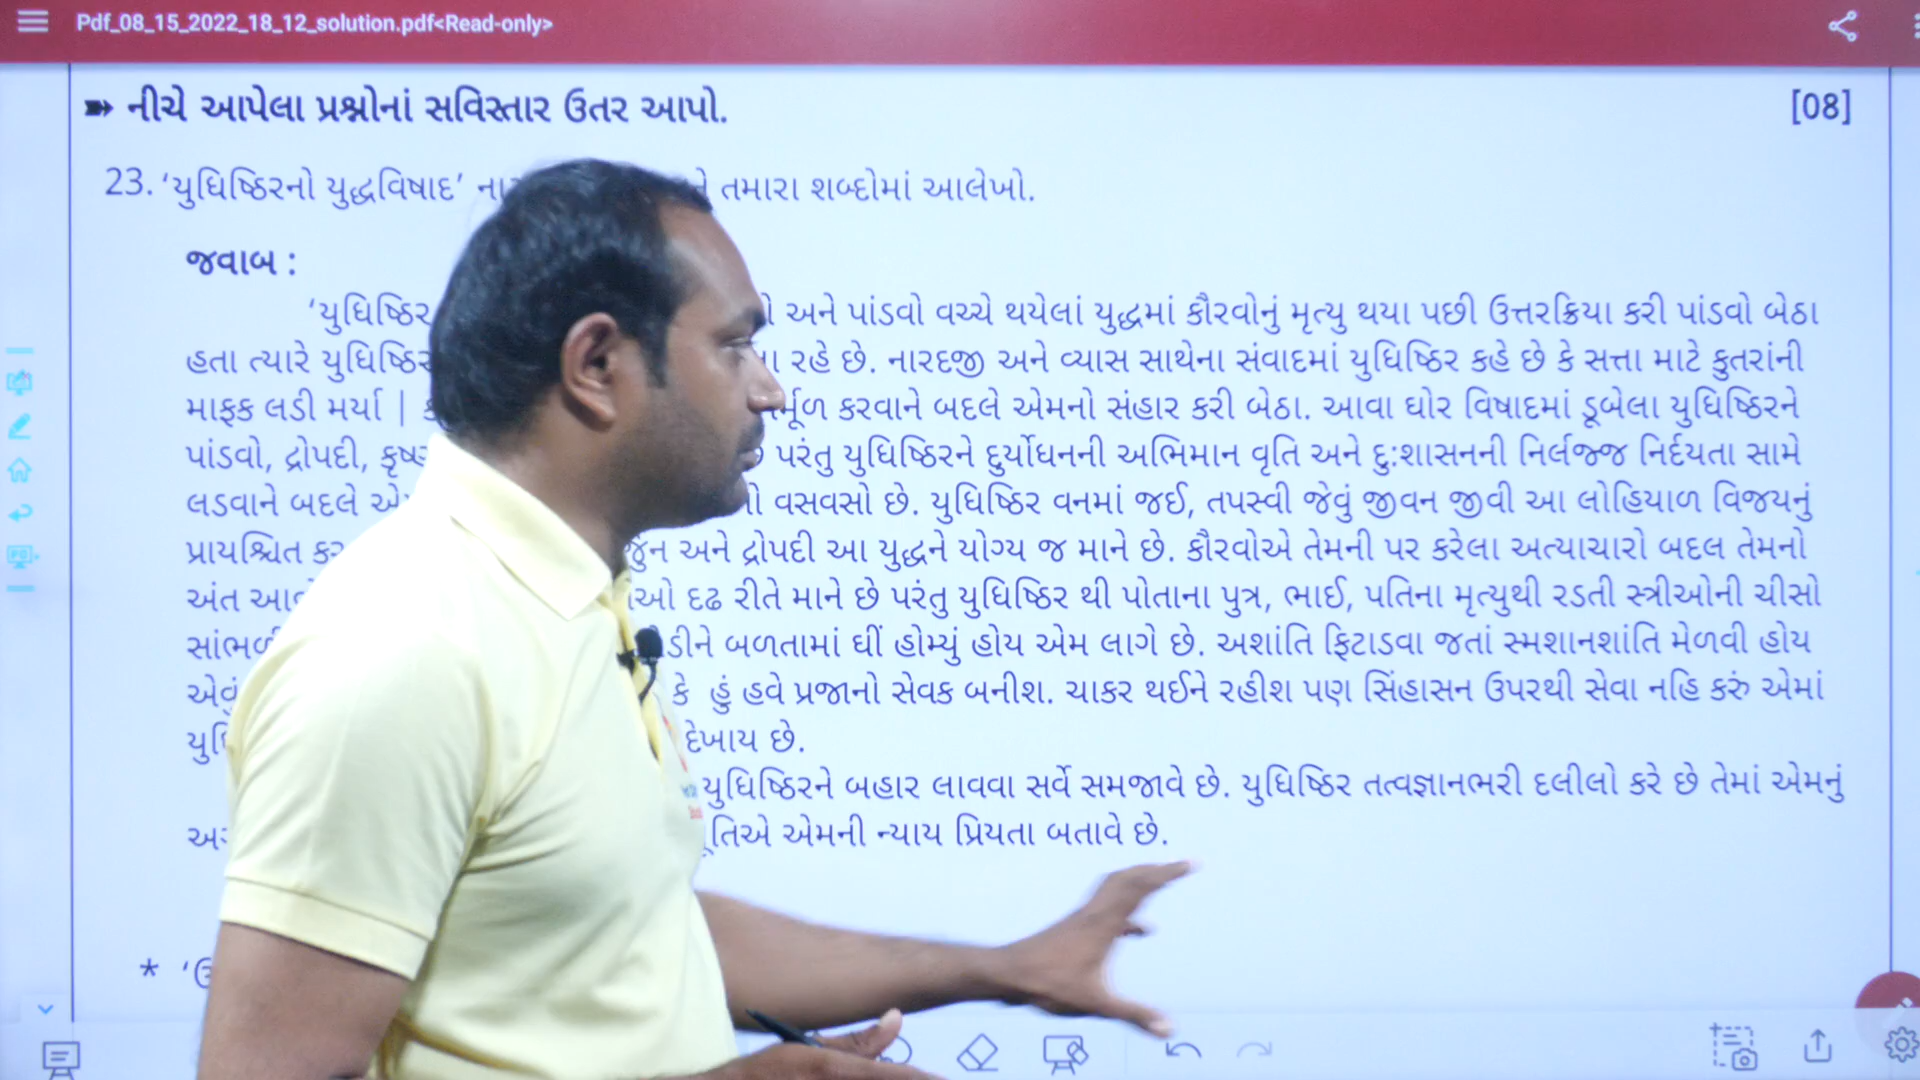 Pdf_08_15_2022_18_12_solution.pdf<Read-only>
નીચે આપેલા પ્રશ્નોનાં સવિસ્તાર ઉતર આપો. [08]
23. ‘યુધિષ્ઠિરનો યુદ્ધવિષાદ’ તમારા શબ્દોમાં આલેખો.
જવાબ :
‘યુધિષ્ઠિર અને પાંડવો વચ્ચે થયેલાં યુદ્ધમાં કૌરવોનું મૃત્યુ થયા પછી ઉત્તરક્રિયા કરી પાંડવો બેઠા
હતા ત્યારે યુધિષ્ઠિર રહે છે. નારદજી અને વ્યાસ સાથેના સંવાદમાં યુધિષ્ઠિર કહે છે કે સત્તા માટે કુતરાંની
માફક લડી મર્યા | કરવાને બદલે એમનો સંહાર કરી બેઠા. આવા ઘોર વિષાદમાં ડૂબેલા યુધિષ્ઠિરને
પાંડવો, દ્રોપદી, પરંતુ યુધિષ્ઠિરને દુર્યોધનની અભિમાન વૃતિ અને દુ:શાસનની નિર્લજ્જ નિર્દયતા સામે
લડવાને બદલે વસવસો છે. યુધિષ્ઠિર વનમાં જઈ, તપસ્વી જેવું જીવન જીવી આ લોહિયાળ વિજયનું
પ્રાયશ્ચિત અને દ્રોપદી આ યુદ્ધને યોગ્ય જ માને છે. કૌરવોએ તેમની પર કરેલા અત્યાચારો બદલ તેમનો
અંત દઢ રીતે માને છે પરંતુ યુધિષ્ઠિર થી પોતાના પુત્ર, ભાઈ, પતિના મૃત્યુથી રડતી સ્ત્રીઓની ચીસો
બળતામાં ઘીં હોમ્યું હોય એમ લાગે છે. અશાંતિ ફિટાડવા જતાં સ્મશાનશાંતિ મેળવી હોય
કે હું હવે પ્રજાનો સેવક બનીશ. ચાકર થઈને રહીશ પણ સિંહાસન ઉપરથી સેવા નહિ કરું એમાં
દેખાય છે.
યુધિષ્ઠિરને બહાર લાવવા સર્વે સમજાવે છે. યુધિષ્ઠિર તત્વજ્ઞાનભરી દલીલો કરે છે તેમાં એમનું
એમની ન્યાય પ્રિયતા બતાવે છે.
*